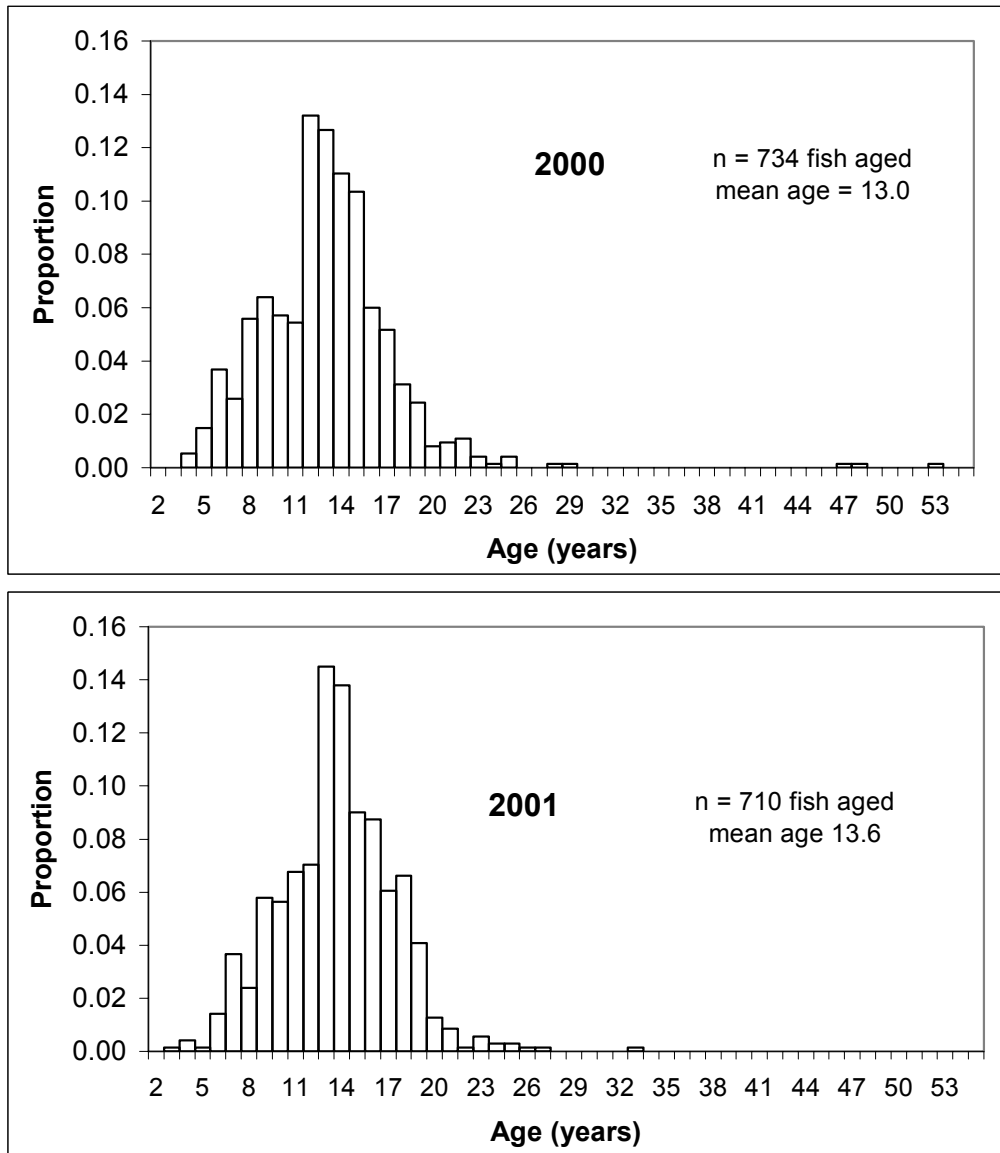 0.16
0.14
0.12
0.10
0.08
0.06
0.04
0.02
0.00
Proportion
2000
n = 734 fish aged
mean age = 13.0
2 5 8 11 14 17 20 23 26 29 32 35 38 41 44 47 50 53
Age (years)
0.16
0.14
0.12
0.10
0.08
0.06
0.04
0.02
0.00
Proportion
2001
n = 710 fish aged
mean age 13.6
2 5 8 11 14 17 20 23 26 29 32 35 38 41 44 47 50 53
Age (years)